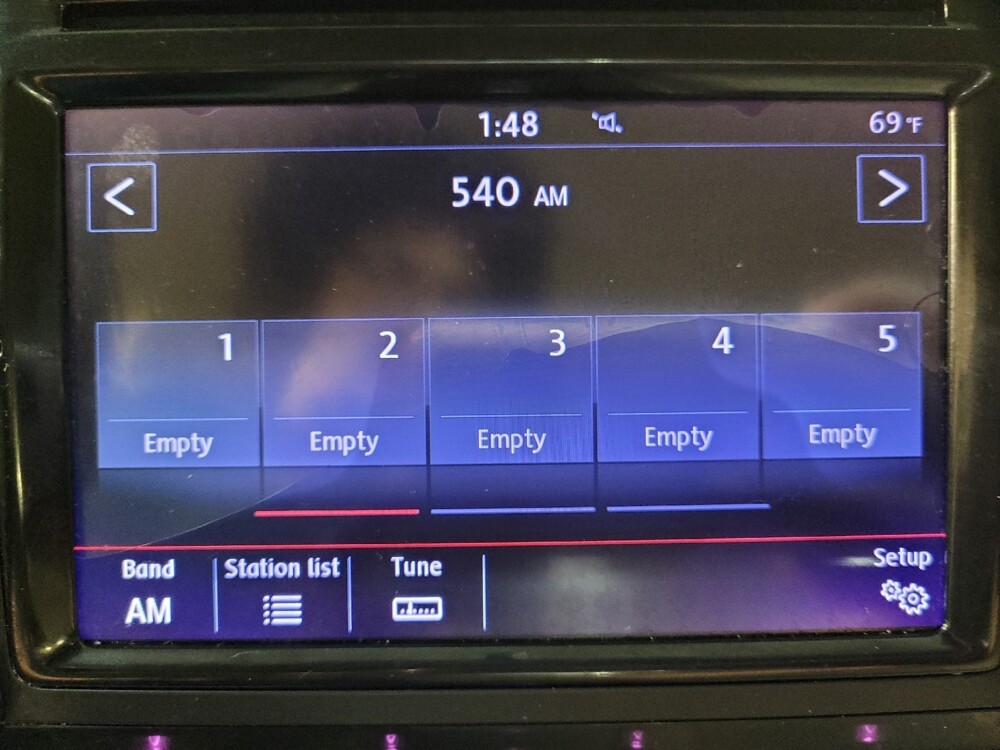 1:48 69°F
< 540 AM >
1 2 3 4 5
Empty Empty Empty Empty Empty
Band Station list Tune Setup
AM